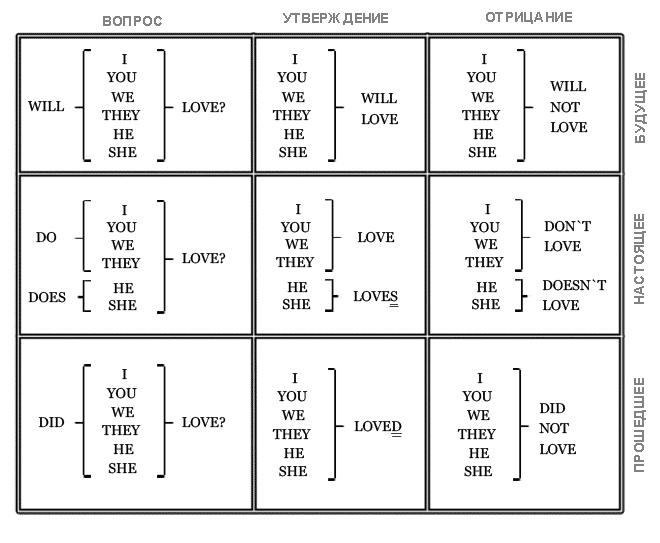 ВОПРОС УТВЕРЖДЕНИЕ ОТРИЦАНИЕ
WILL
I
YOU
WE
THEY
HE
SHE
LOVE?
I
YOU
WE
THEY
HE
SHE
WILL
LOVE
I
YOU
WE
THEY
HE
SHE
WILL
NOT
LOVE
БУДУЩЕЕ
DO
I
YOU
WE
THEY
DOES
HE
SHE
LOVE?
I
YOU
WE
THEY
LOVE
HE
SHE
LOVES
I
YOU
WE
THEY
DON`T
LOVE
HE
SHE
DOESN`T
LOVE
НАСТОЯЩЕЕ
DID
I
YOU
WE
THEY
HE
SHE
LOVE?
I
YOU
WE
THEY
HE
SHE
LOVED
I
YOU
WE
THEY
HE
SHE
DID
NOT
LOVE
ПРОШЕДШЕЕ